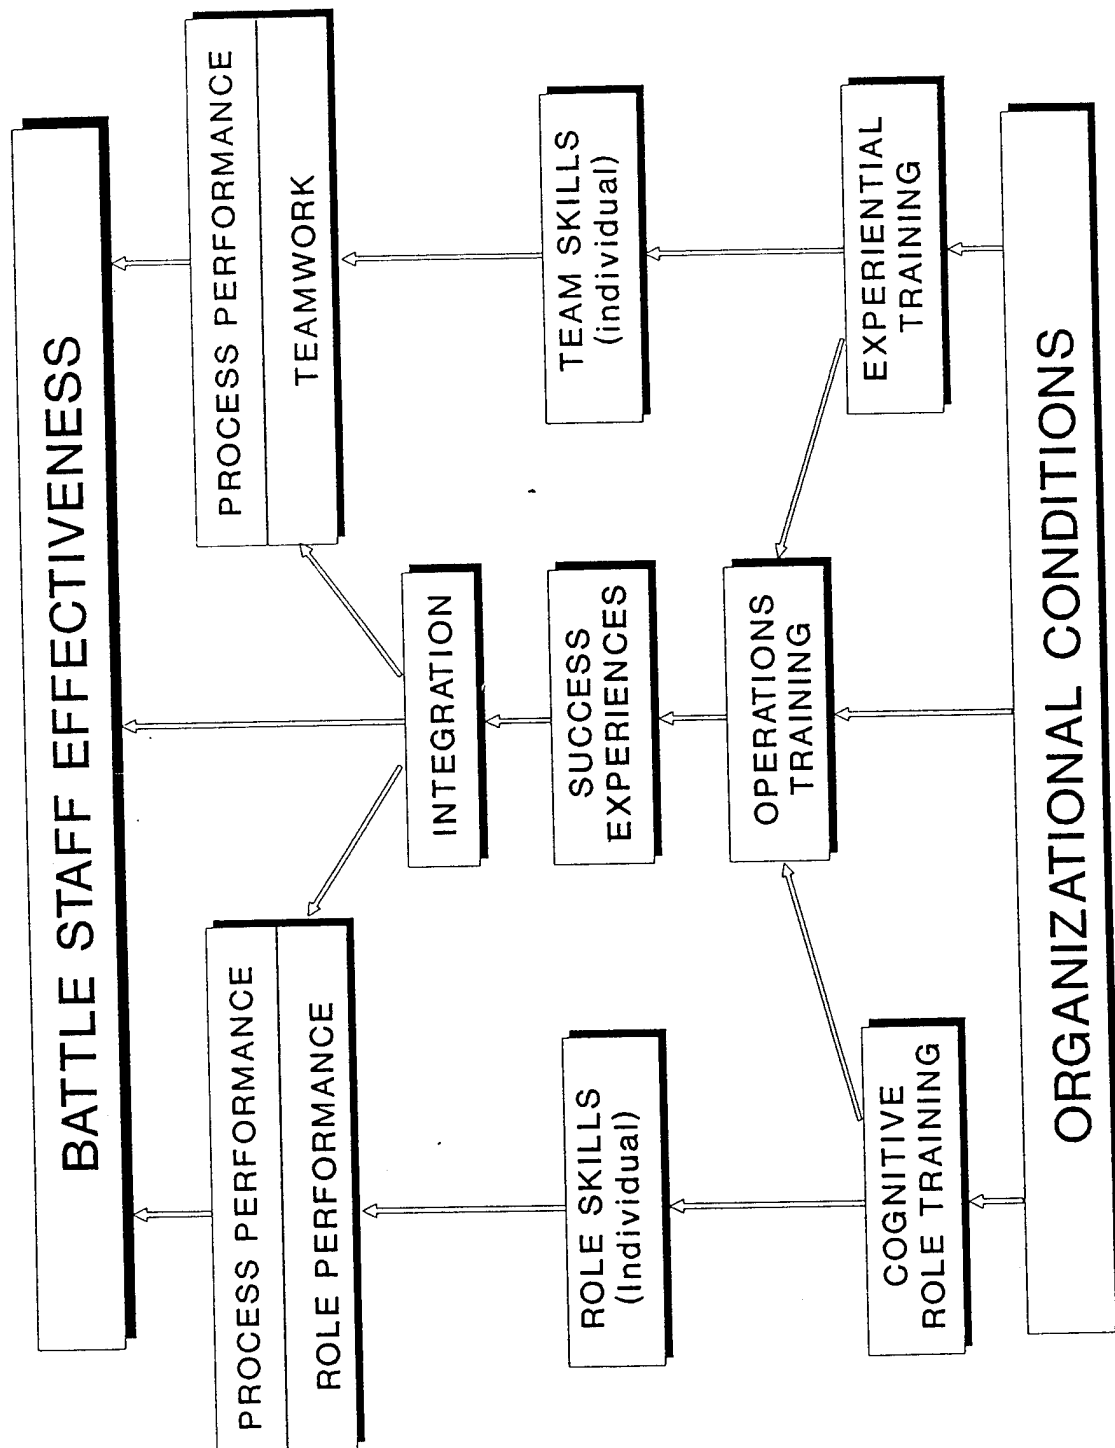 BATTLE STAFF EFFECTIVENESS
PROCESS PERFORMANCE
ROLE PERFORMANCE
PROCESS PERFORMANCE
TEAMWORK
INTEGRATION
ROLE SKILLS
(Individual)
SUCCESS
EXPERIENCES
TEAM SKILLS
(individual)
COGNITIVE
ROLE TRAINING
OPERATIONS
TRAINING
EXPERIENTIAL
TRAINING
ORGANIZATIONAL CONDITIONS